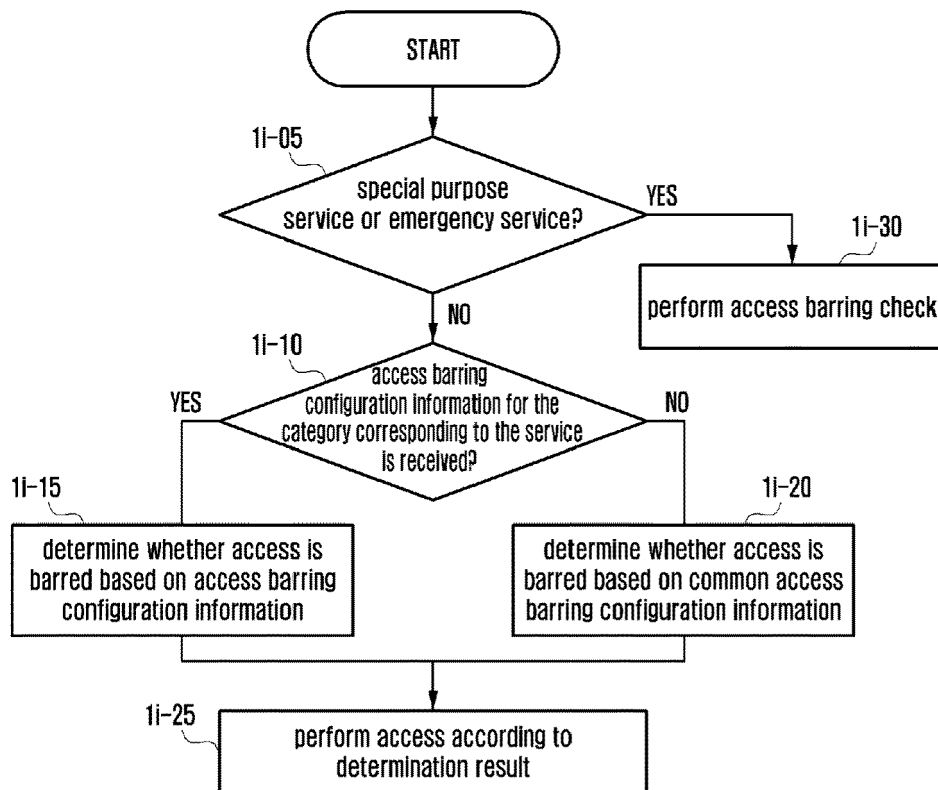 START
1i-05
special purpose
service or emergency service?
YES
1i-30
perform access barring check
NO
1i-10
access barring
configuration information for the
category corresponding to the service
is received?
YES
NO
1i-15
determine whether access is
barred based on access barring
configuration information
1i-20
determine whether access is
barred based on common access
barring configuration information
1i-25
perform access according to
determination result